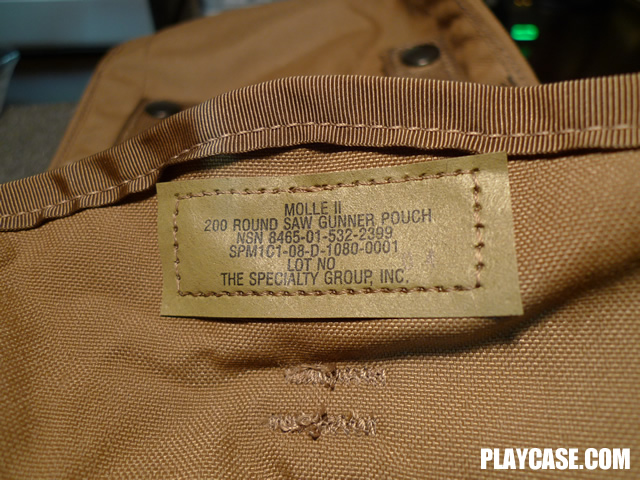 MOLLE II
200 ROUND SAW GUNNER POUCH
NSN 8465-01-532-2399
SPM1C1-08-D-1080-0001
LOT NO
THE SPECIALTY GROUP, INC.
PLAYCASE.COM